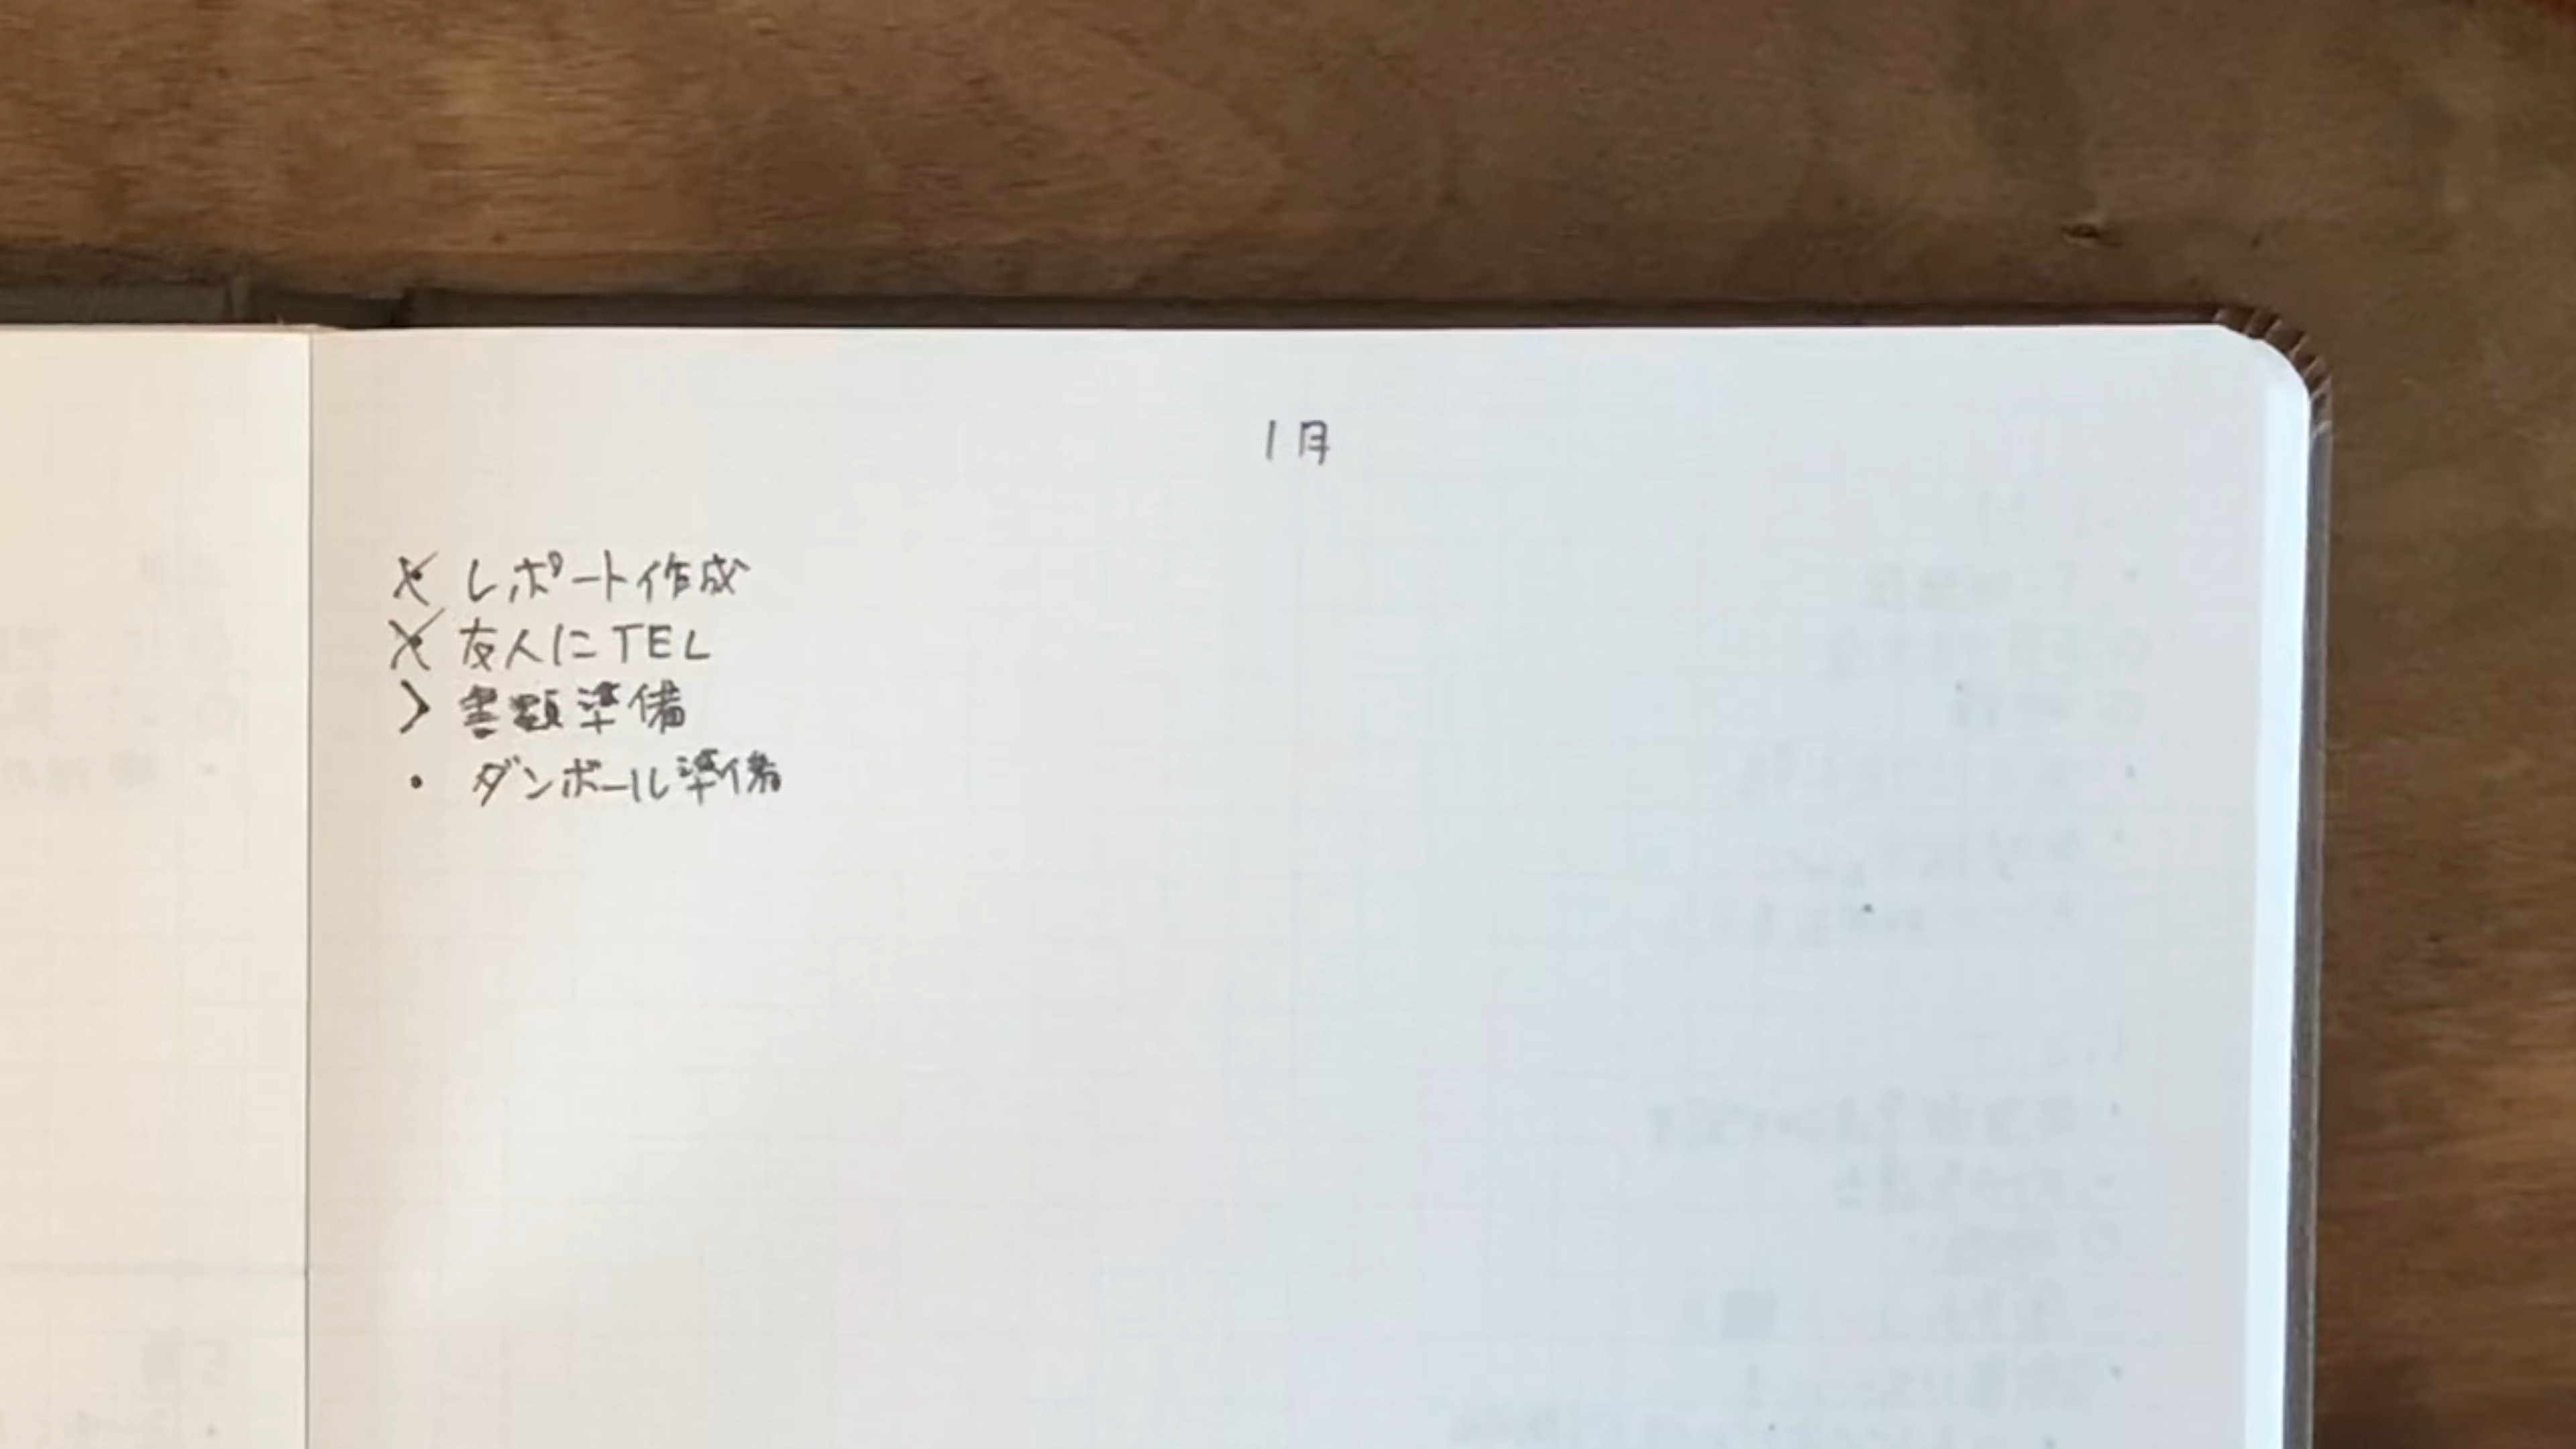 1月
× レポート作成
× 友人にTEL
> 書類準備
・ ダンボール準備